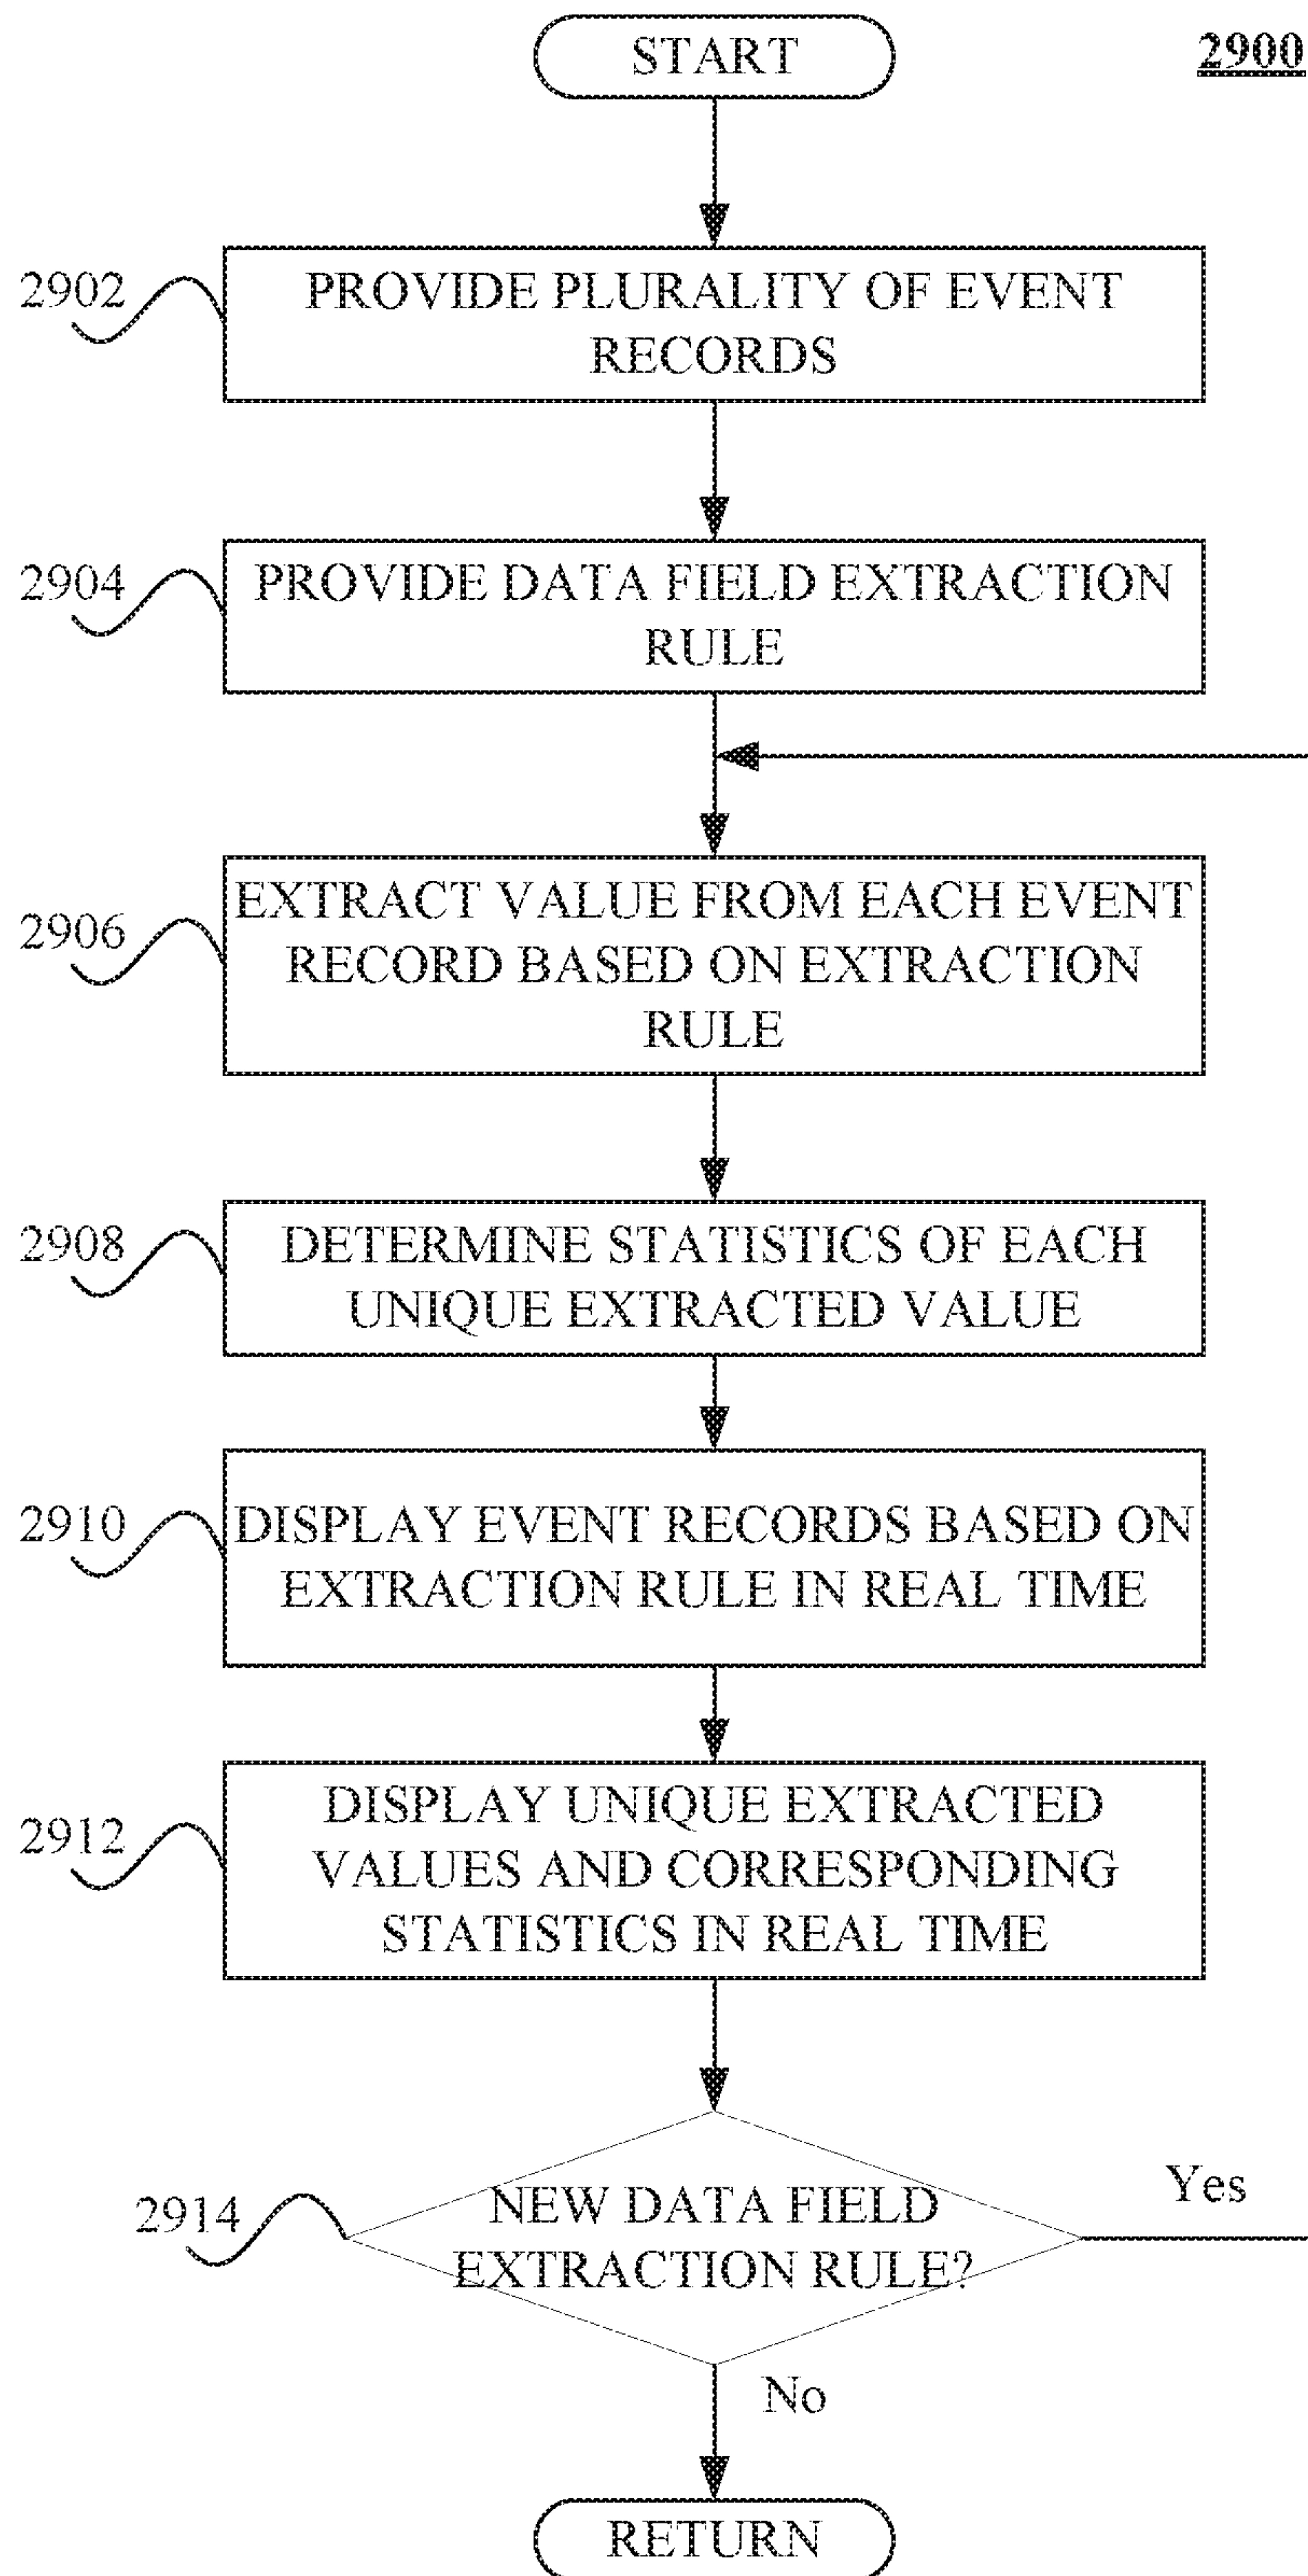 START
2900
2902
PROVIDE PLURALITY OF EVENT
RECORDS
2904
PROVIDE DATA FIELD EXTRACTION
RULE
2906
EXTRACT VALUE FROM EACH EVENT
RECORD BASED ON EXTRACTION
RULE
2908
DETERMINE STATISTICS OF EACH
UNIQUE EXTRACTED VALUE
2910
DISPLAY EVENT RECORDS BASED ON
EXTRACTION RULE IN REAL TIME
2912
DISPLAY UNIQUE EXTRACTED
VALUES AND CORRESPONDING
STATISTICS IN REAL TIME
2914
NEW DATA FIELD
EXTRACTION RULE?
Yes
No
RETURN